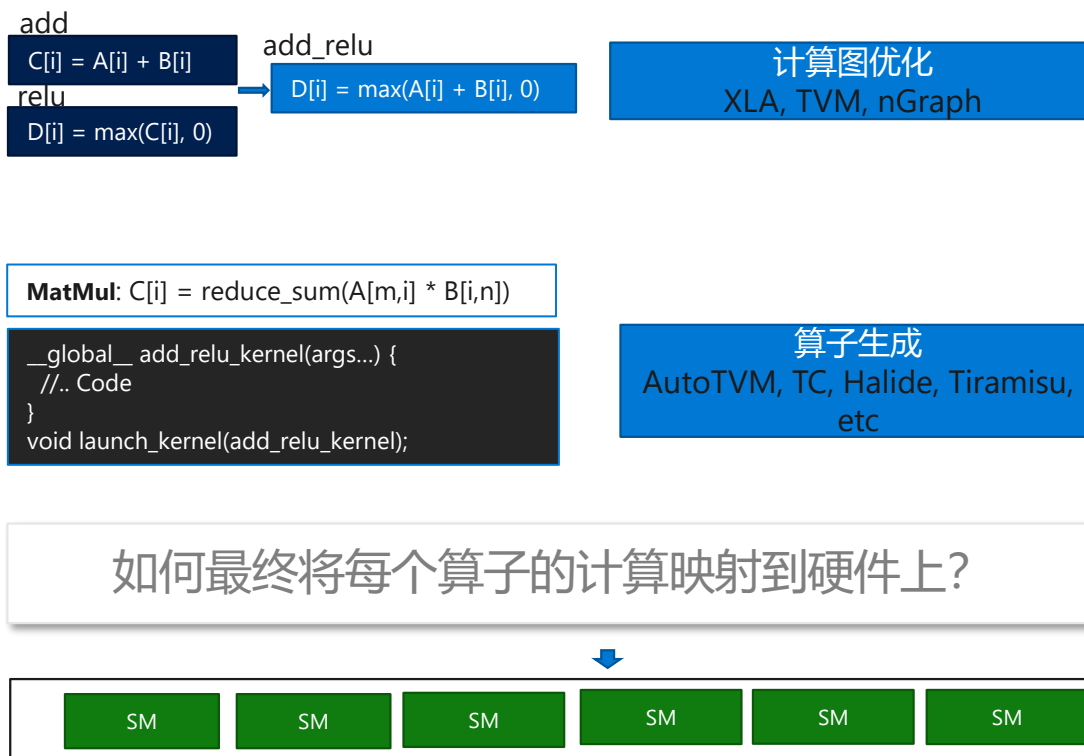 add
C[i] = A[i] + B[i]
relu
D[i] = max(C[i], 0)
add_relu
D[i] = max(A[i] + B[i], 0)
计算图优化
XLA, TVM, nGraph
MatMul: C[i] = reduce_sum(A[m,i] * B[i,n])
__global__ add_relu_kernel(args...) {
//.. Code
}
void launch_kernel(add_relu_kernel);
算子生成
AutoTVM, TC, Halide, Tiramisu,
etc
如何最终将每个算子的计算映射到硬件上?
SM
SM
SM
SM
SM
SM